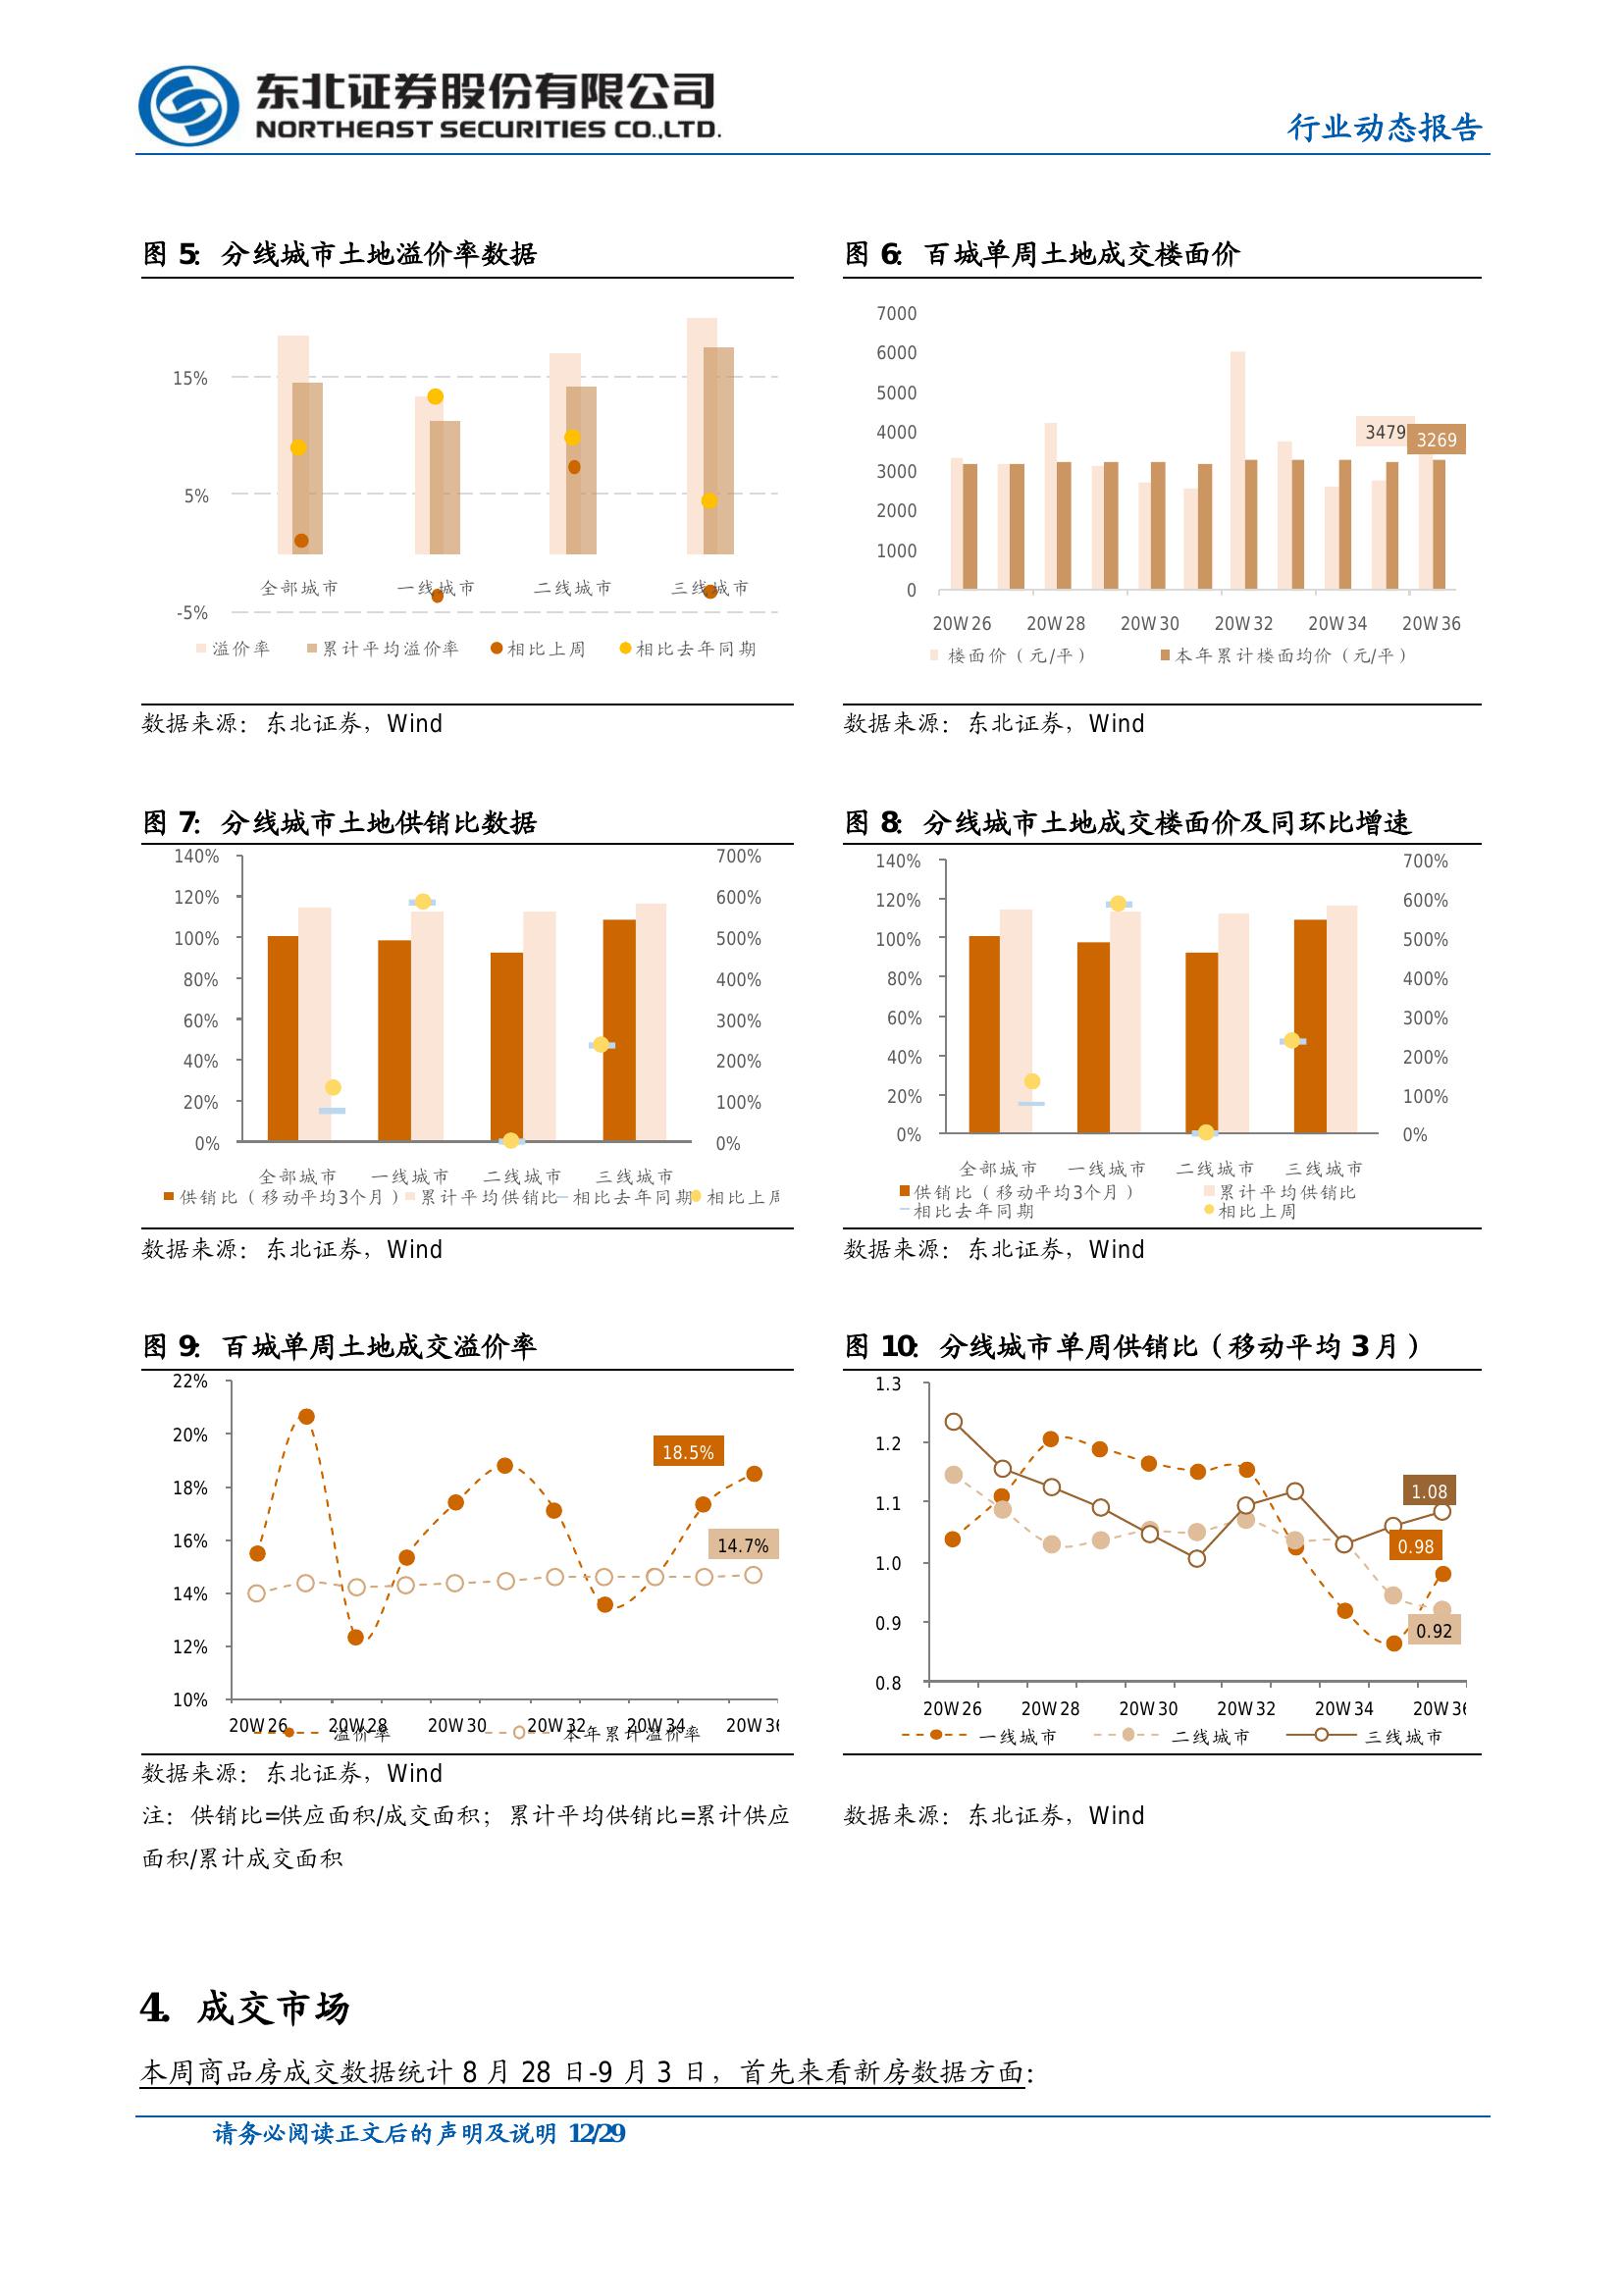 东北证券股份有限公司
NORTHEAST SECURITIES CO.,LTD.
行业动态报告
图 5：分线城市土地溢价率数据
15%
5%
-5%
全部城市 一线城市 二线城市 三线城市
溢价率 累计平均溢价率 相比上周 相比去年同期
数据来源：东北证券，Wind
图 6：百城单周土地成交楼面价
7000
6000
5000
4000
3000
2000
1000
0
3479
3269
20W26 20W28 20W30 20W32 20W34 20W36
楼面价（元/平） 本年累计楼面均价（元/平）
数据来源：东北证券，Wind
图 7：分线城市土地供销比数据
140% 700%
120% 600%
100% 500%
80% 400%
60% 300%
40% 200%
20% 100%
0% 0%
全部城市 一线城市 二线城市 三线城市
供销比（移动平均3个月） 累计平均供销比 相比去年同期 相比上周
数据来源：东北证券，Wind
图 8：分线城市土地成交楼面价及同环比增速
140% 700%
120% 600%
100% 500%
80% 400%
60% 300%
40% 200%
20% 100%
0% 0%
全部城市 一线城市 二线城市 三线城市
供销比（移动平均3个月） 累计平均供销比
相比去年同期 相比上周
数据来源：东北证券，Wind
图 9：百城单周土地成交溢价率
22%
20%
18%
16%
14%
12%
10%
18.5%
14.7%
20W26 20W28 20W30 20W32 20W34 20W36
溢价率 本年累计溢价率
数据来源：东北证券，Wind
注：供销比=供应面积/成交面积；累计平均供销比=累计供应
面积/累计成交面积
图 10：分线城市单周供销比（移动平均 3 月）
1.3
1.2
1.1
1.0
0.9
0.8
1.08
0.98
0.92
20W26 20W28 20W30 20W32 20W34 20W36
一线城市 二线城市 三线城市
数据来源：东北证券，Wind
4. 成交市场
本周商品房成交数据统计 8 月 28 日-9 月 3 日，首先来看新房数据方面：
请务必阅读正文后的声明及说明 12/29